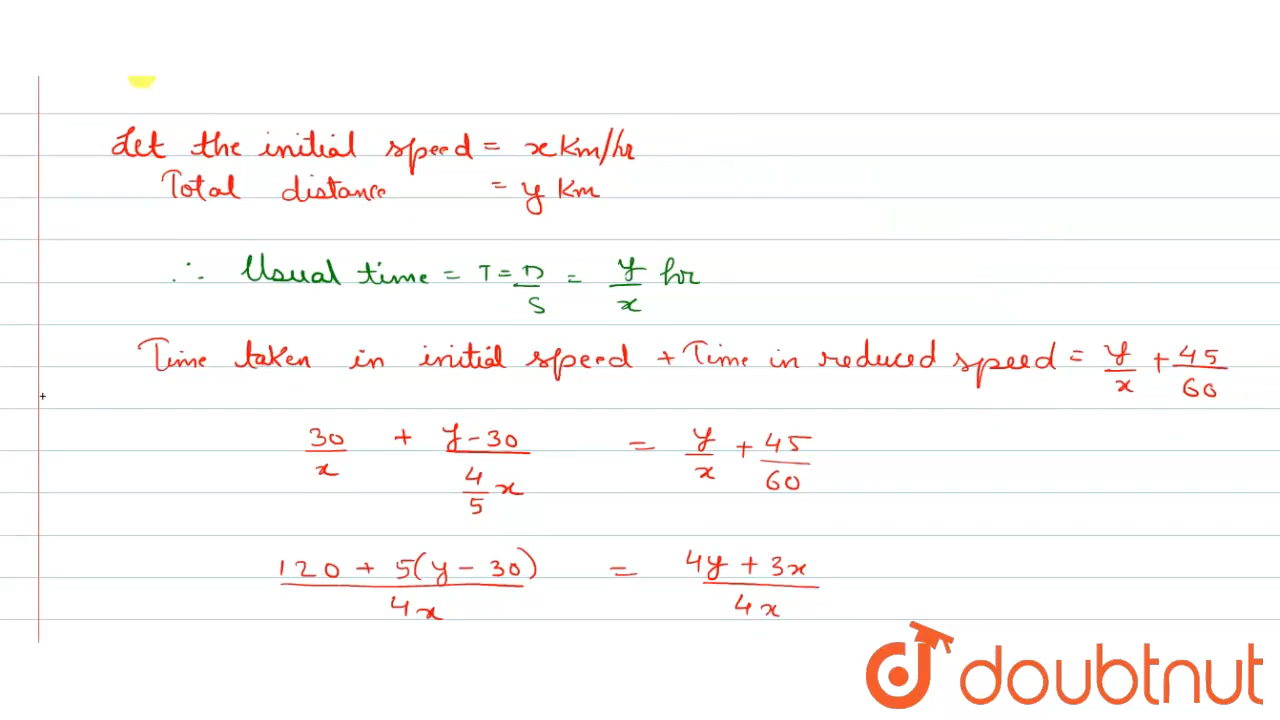 Let the initial speed = x Km/hr
Total distance = y Km
∴ Usual time = T = D/S = y/x hr
Time taken in initial speed + Time in reduced speed = y/x + 45/60
30/x + y-30/(4/5 x) = y/x + 45/60
120 + 5(y - 30)/4x = 4y + 3x/4x
doubtnut